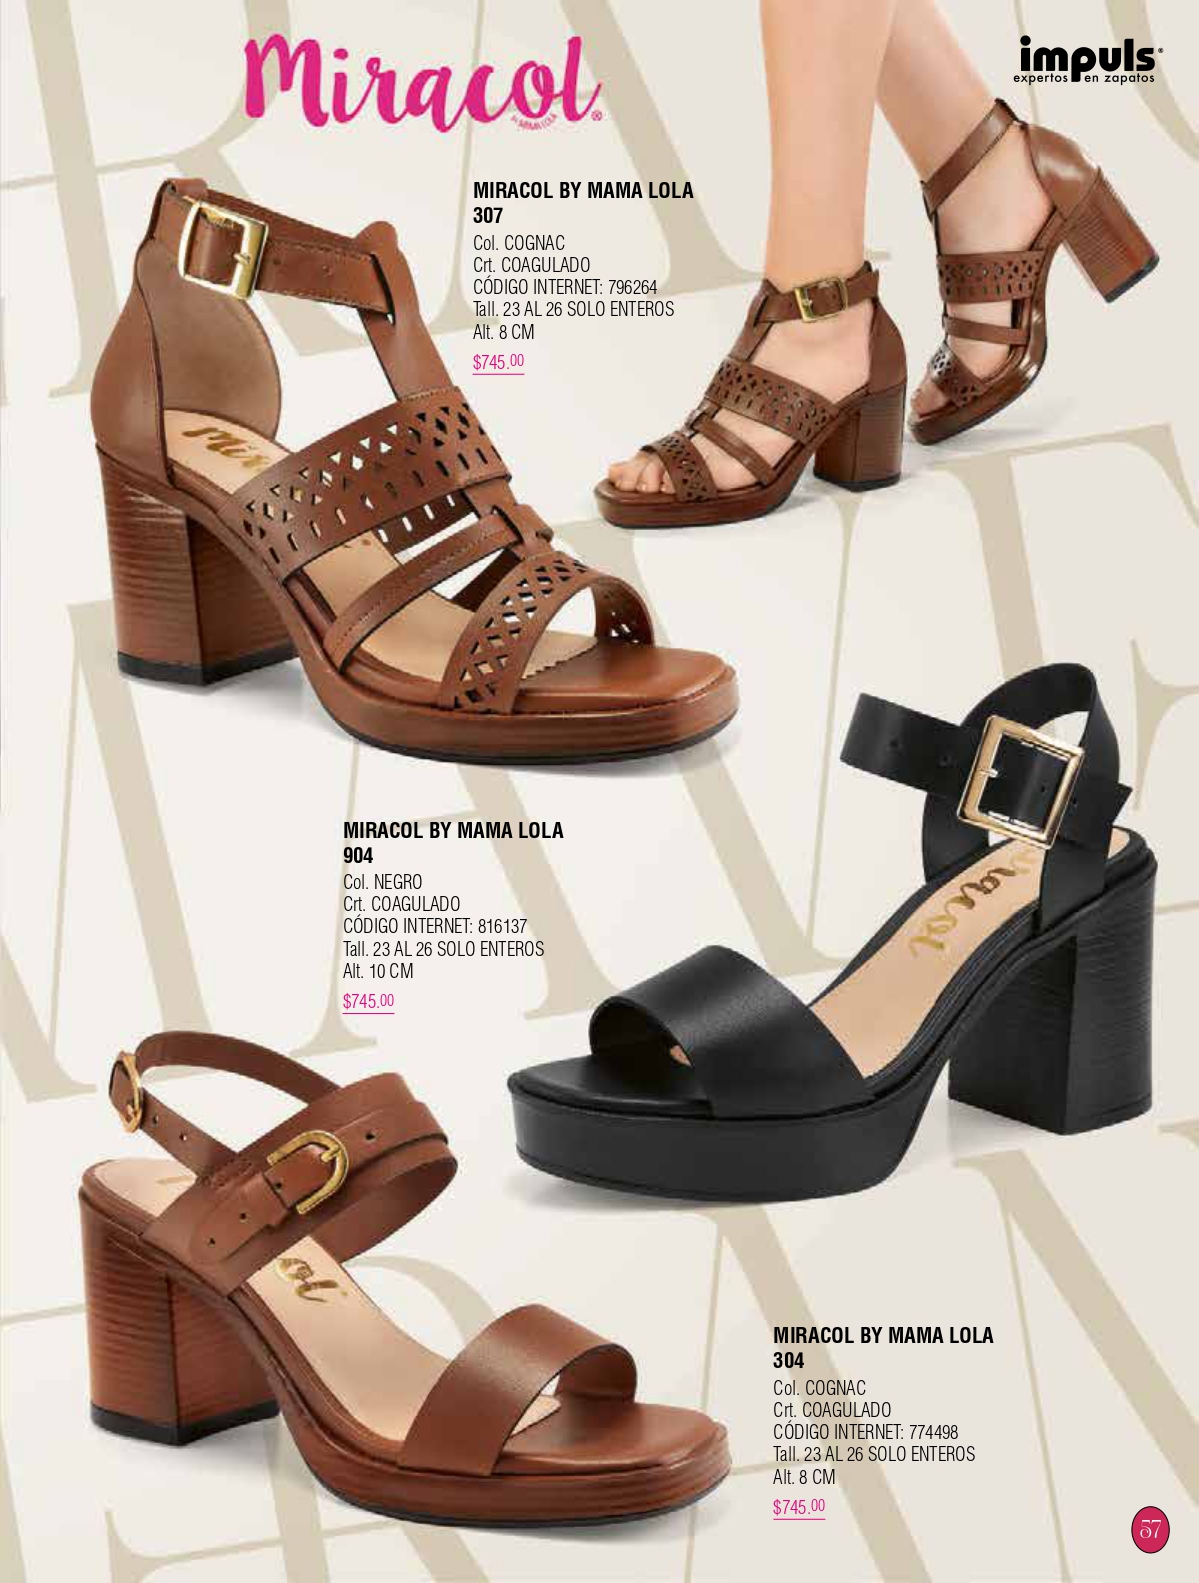 Miracol®
by MAMA LOLA
impuls®
expertos en zapatos
MIRACOL BY MAMA LOLA
307
Col. COGNAC
Crt. COAGULADO
CÓDIGO INTERNET: 796264
Tall. 23 AL 26 SOLO ENTEROS
Alt. 8 CM
$745.00
MIRACOL BY MAMA LOLA
904
Col. NEGRO
Crt. COAGULADO
CÓDIGO INTERNET: 816137
Tall. 23 AL 26 SOLO ENTEROS
Alt. 10 CM
$745.00
MIRACOL BY MAMA LOLA
304
Col. COGNAC
Crt. COAGULADO
CÓDIGO INTERNET: 774498
Tall. 23 AL 26 SOLO ENTEROS
Alt. 8 CM
$745.00
57